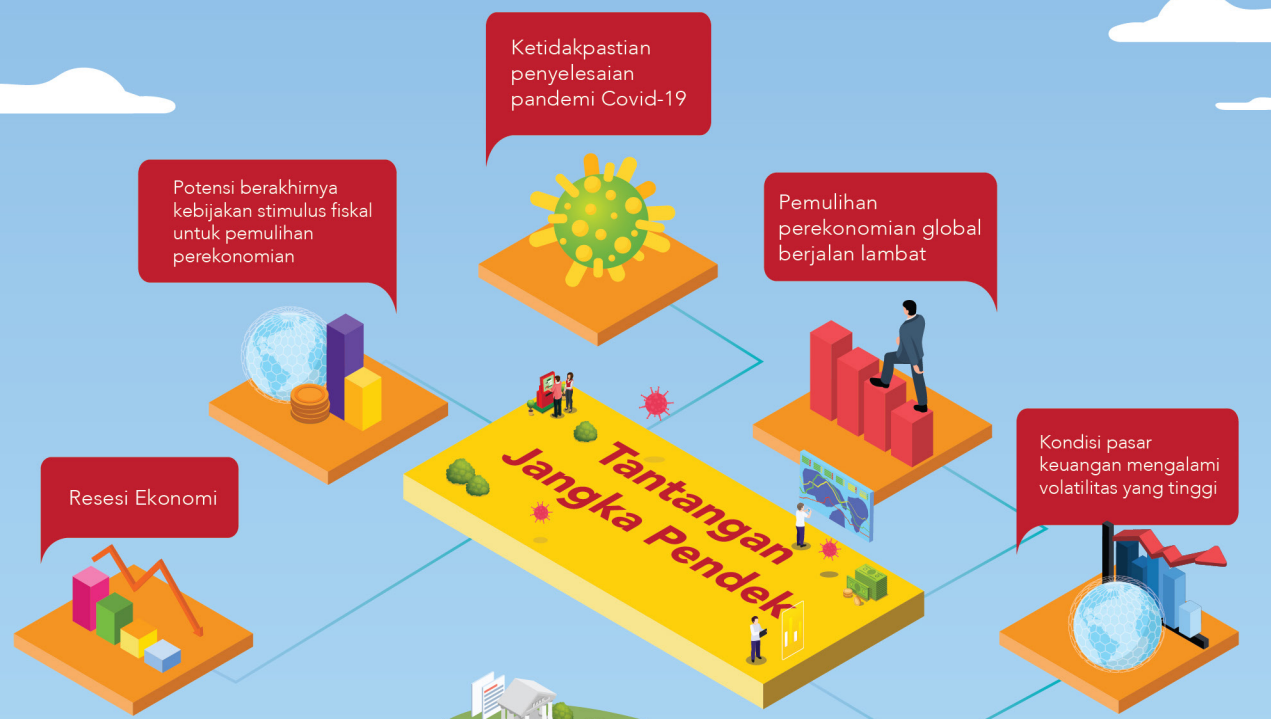 Ketidakpastian
penyelesaian
pandemi Covid-19
Potensi berakhirnya
kebijakan stimulus fiskal
untuk pemulihan
perekonomian
Pemulihan
perekonomian global
berjalan lambat
Resesi Ekonomi
Tantangan
Jangka Pendek
Kondisi pasar
keuangan mengalami
volatilitas yang tinggi